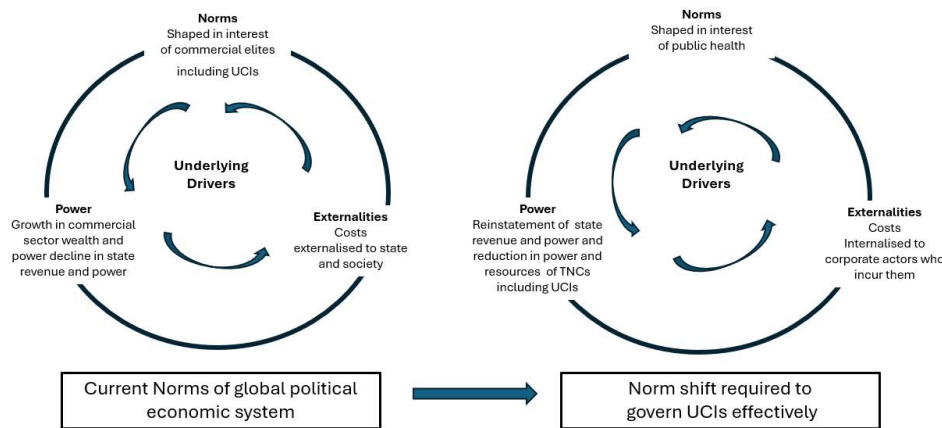 Norms
Shaped in interest
of commercial elites
including UCIs
Underlying
Drivers
Power
Growth in commercial
sector wealth and
power decline in state
revenue and power
Externalities
Costs
externalised to state
and society
Current Norms of global political
economic system
Norms
Shaped in interest
of public health
Underlying
Drivers
Power
Reinstatement of state
revenue and power and
reduction in power and
resources of TNCs
including UCIs
Externalities
Costs
Internalised to
corporate actors who
incur them
Norm shift required to
govern UCIs effectively